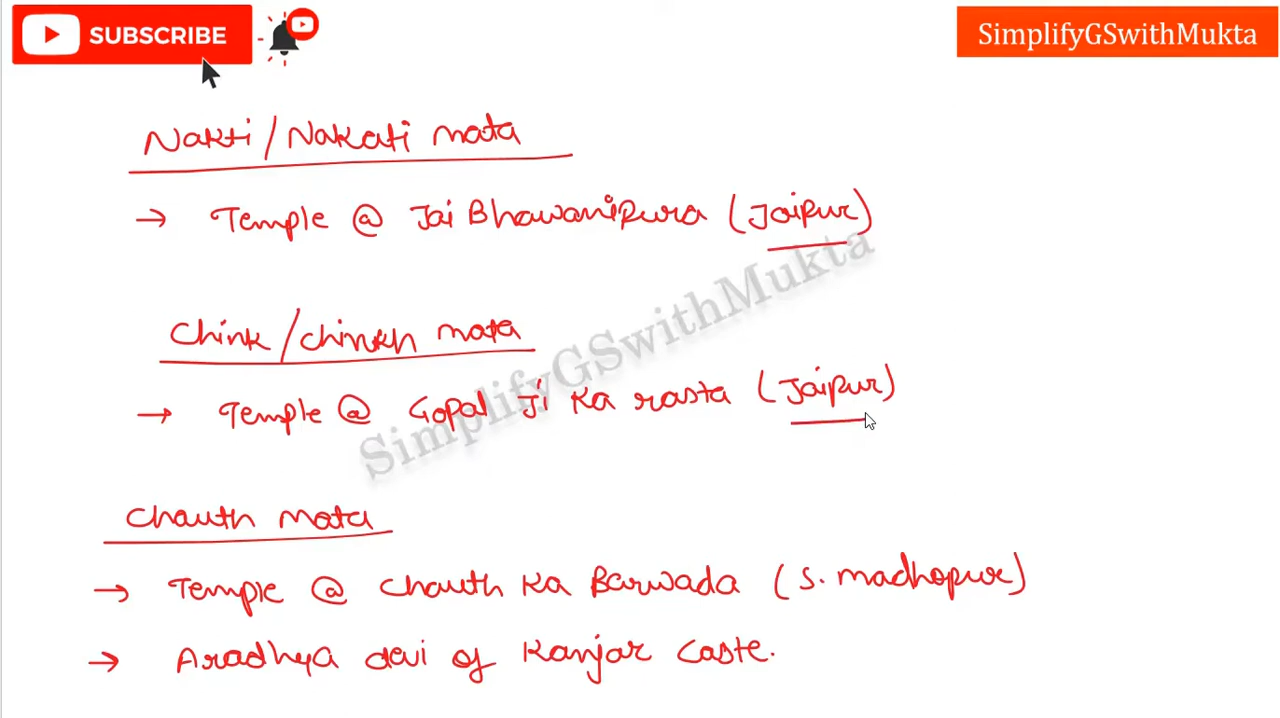 SUBSCRIBE
SimplifyGSwithMukta
Nakti/Nakati mata
→ Temple @ Jai Bhawanipura (Jaipur)
Chink/chinkh mata
→ Temple @ Gopal Ji Ka rasta (Jaipur)
SimplifyGSwithMukta
Chauth mata
→ Temple @ Chauth Ka Barwada (S. madhopur)
→ Aradhya devi of Kanjar Caste.